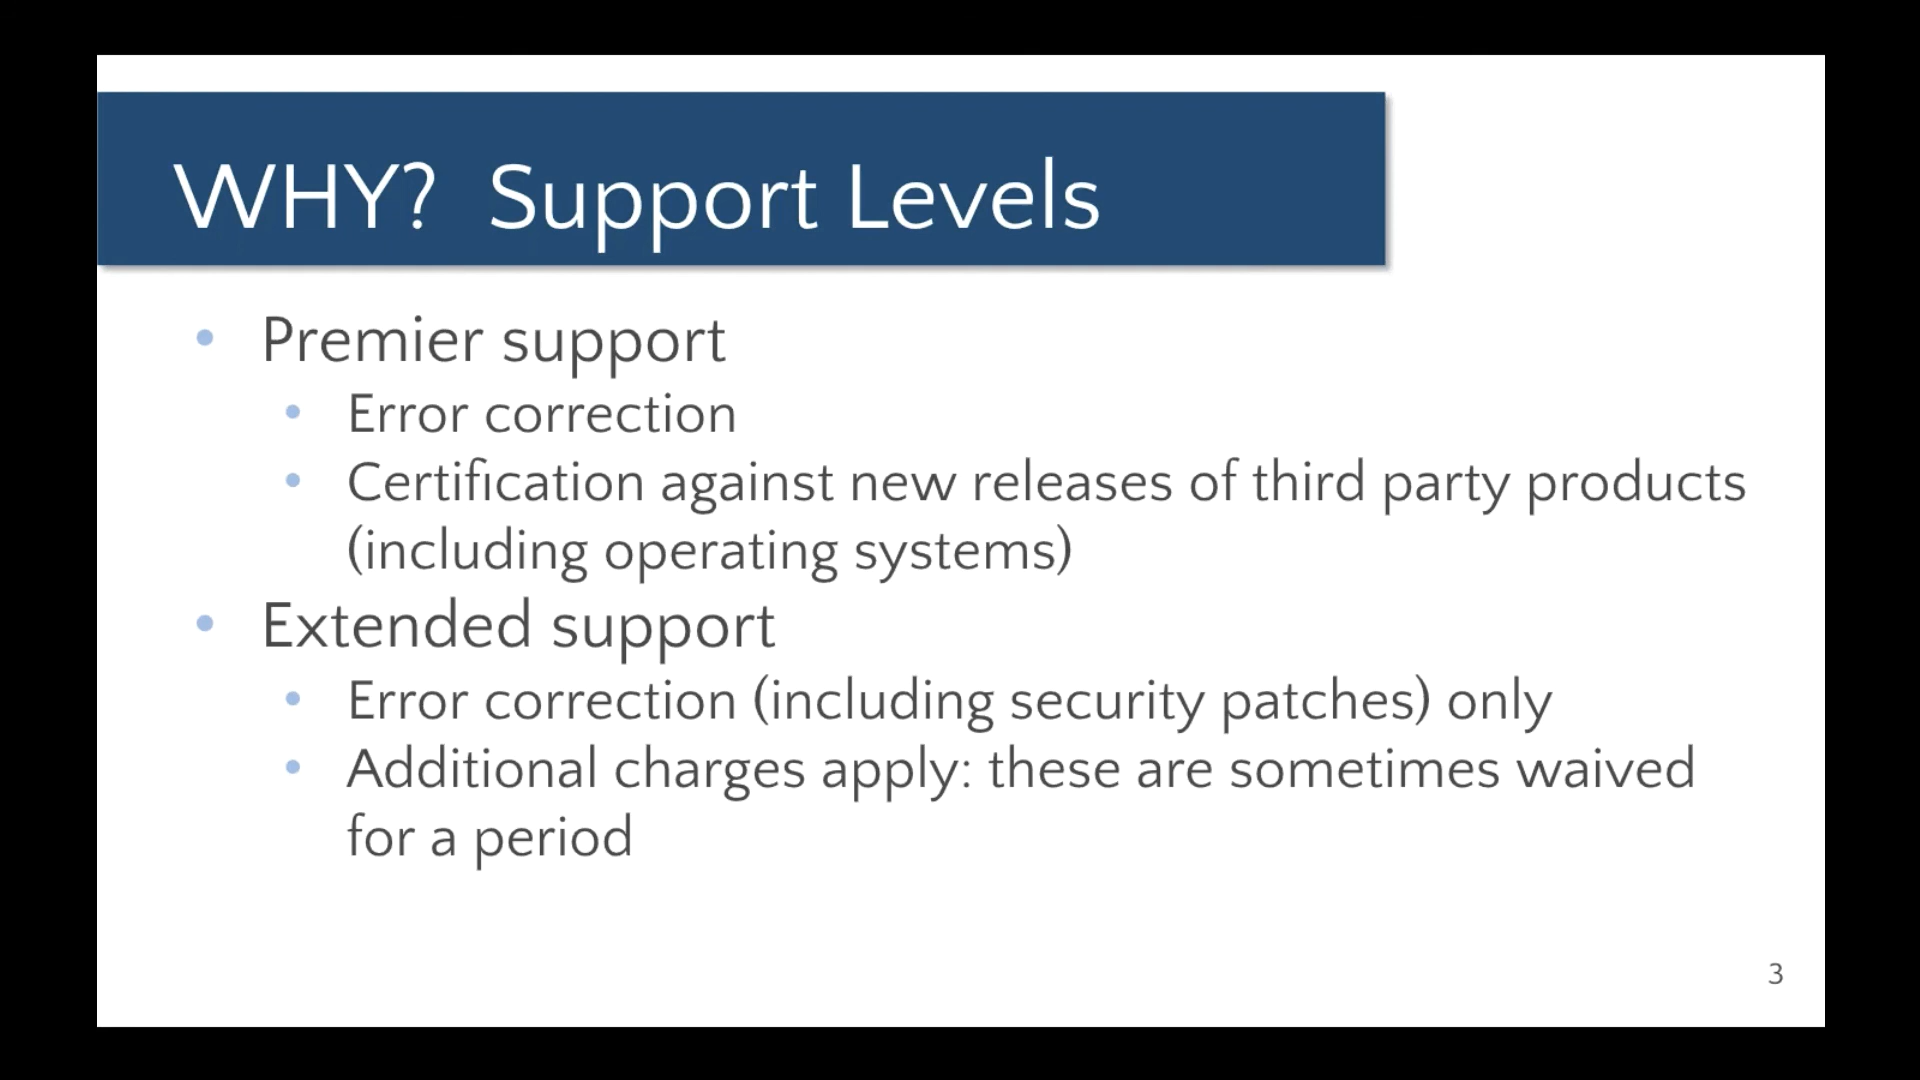 WHY? Support Levels
• Premier support
• Error correction
• Certification against new releases of third party products
(including operating systems)
• Extended support
• Error correction (including security patches) only
• Additional charges apply: these are sometimes waived
for a period
3